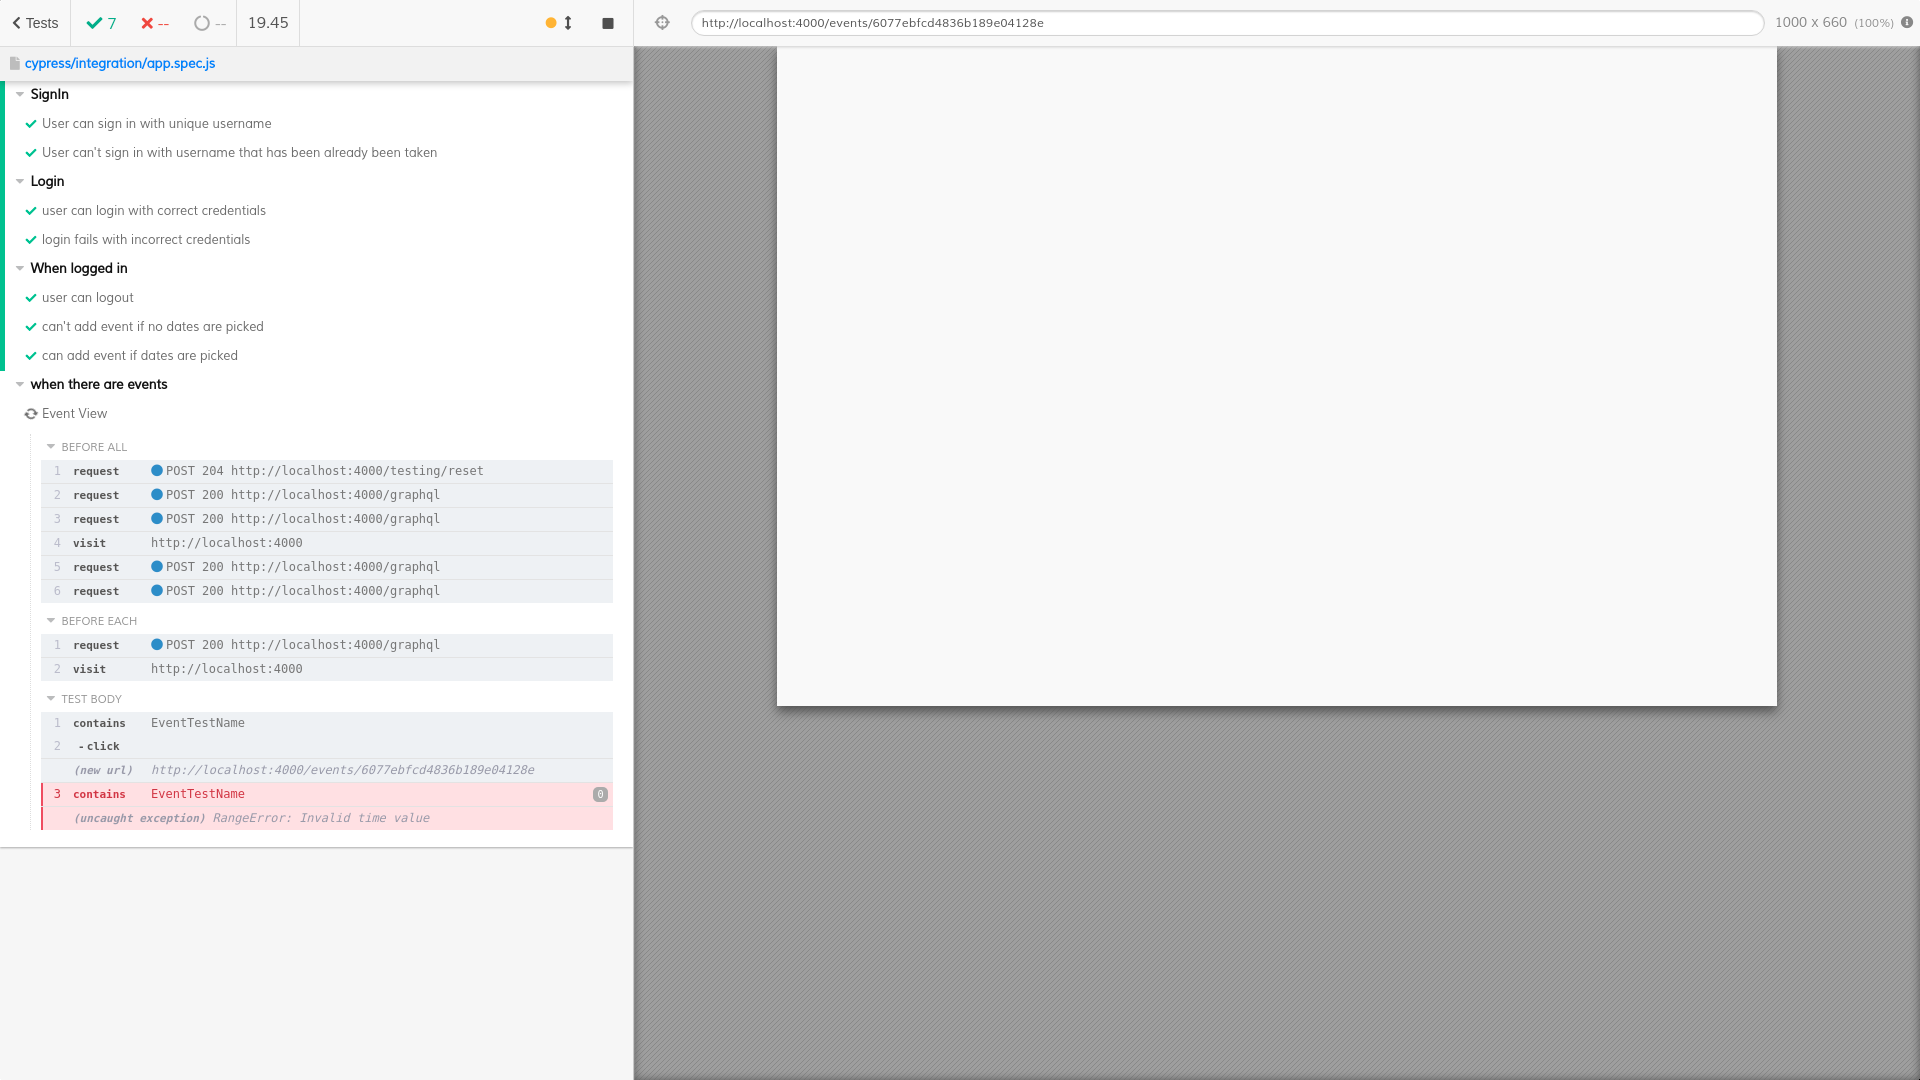 Tests 7 -- -- 19.45
http://localhost:4000/events/6077ebfcd4836b189e04128e 1000 x 660 (100%)
cypress/integration/app.spec.js
SignIn
User can sign in with unique username
User can't sign in with username that has been already been taken
Login
user can login with correct credentials
login fails with incorrect credentials
When logged in
user can logout
can't add event if no dates are picked
can add event if dates are picked
when there are events
Event View
BEFORE ALL
1 request POST 204 http://localhost:4000/testing/reset
2 request POST 200 http://localhost:4000/graphql
3 request POST 200 http://localhost:4000/graphql
4 visit http://localhost:4000
5 request POST 200 http://localhost:4000/graphql
6 request POST 200 http://localhost:4000/graphql
BEFORE EACH
1 request POST 200 http://localhost:4000/graphql
2 visit http://localhost:4000
TEST BODY
1 contains EventTestName
2 -click
(new url) http://localhost:4000/events/6077ebfcd4836b189e04128e
3 contains EventTestName 0
(uncaught exception) RangeError: Invalid time value